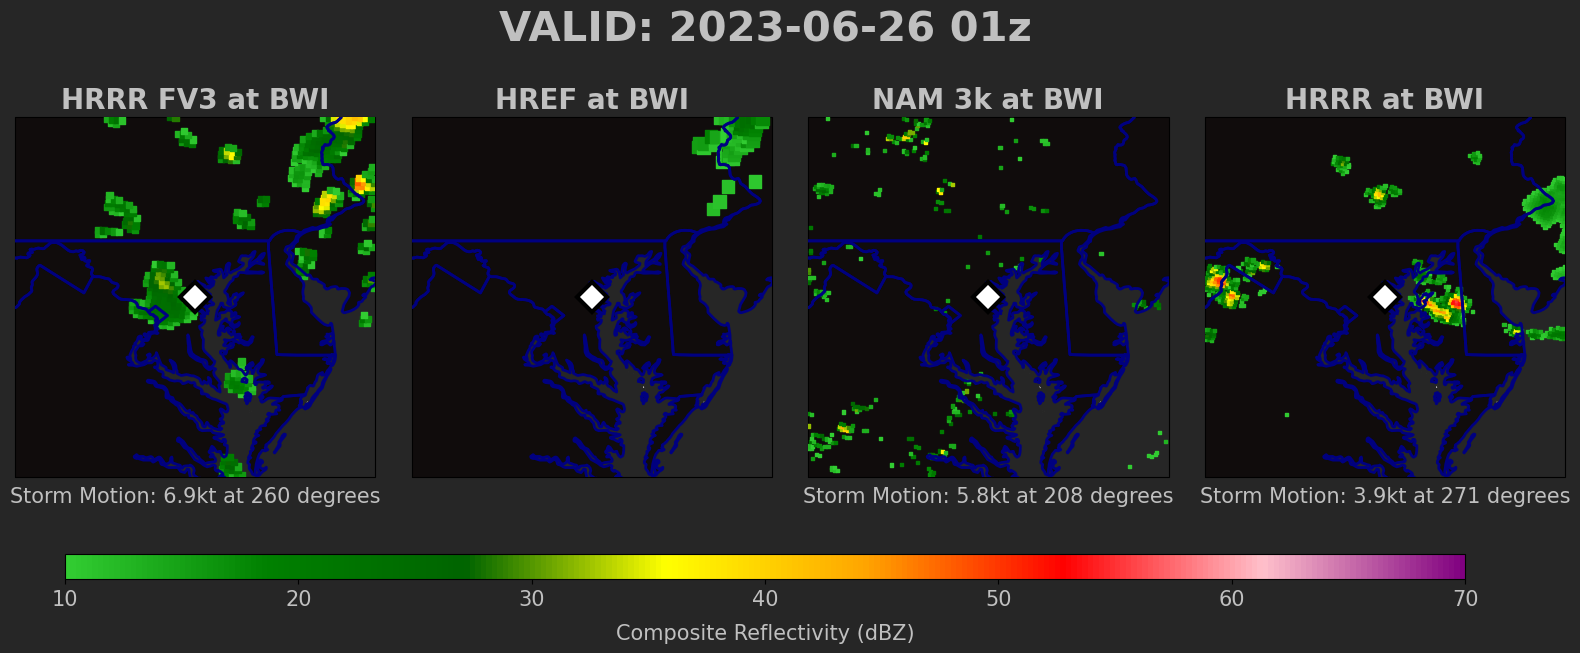 VALID: 2023-06-26 01z
HRRR FV3 at BWI
HREF at BWI
NAM 3k at BWI
HRRR at BWI
Storm Motion: 6.9kt at 260 degrees
Storm Motion: 5.8kt at 208 degrees
Storm Motion: 3.9kt at 271 degrees
10 20 30 40 50 60 70
Composite Reflectivity (dBZ)